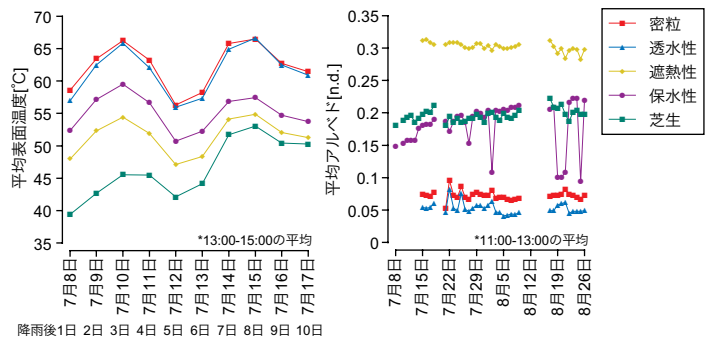 平均表面温度[℃]
70
65
60
55
50
45
40
35
*13:00-15:00の平均
7月8日
7月9日
7月10日
7月11日
7月12日
7月13日
7月14日
7月15日
7月16日
7月17日
降雨後1日 2日 3日 4日 5日 6日 7日 8日 9日 10日
平均アルベド[n.d.]
0.35
0.3
0.25
0.2
0.15
0.1
0.05
0
*11:00-13:00の平均
7月8日
7月15日
7月22日
7月29日
8月5日
8月12日
8月19日
8月26日
密粒
透水性
遮熱性
保水性
芝生